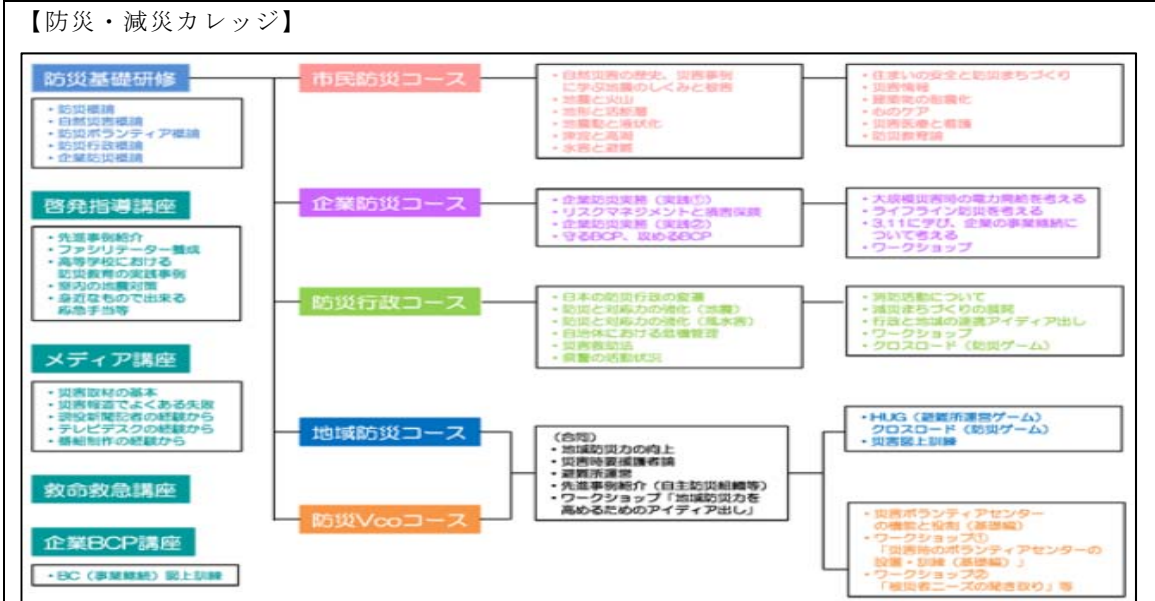 【防災・減災カレッジ】
防災基礎研修
・防災概論
・自然災害概論
・防災ボランティア概論
・防災行政概論
・企業防災概論
啓発指導講座
・先進事例紹介
・ファシリテーター養成
・高等学校における
防災教育の実践事例
・室内の地震対策
・身近なもので出来る
応急手当等
メディア講座
・災害取材の基本
・災害報道でよくある失敗
・現役新聞記者の経験から
・テレビデスクの経験から
・番組制作の経験から
救命救急講座
企業BCP講座
・BC（事業継続）図上訓練
市民防災コース
・自然災害の歴史、災害事例
に学ぶ地震のしくみと被害
・地震と火山
・地形と活断層
・地震動と液状化
・津波と高潮
・水害と避難
・住まいの安全と防災まちづくり
・災害情報
・建築物の耐震化
・心のケア
・災害医療と看護
・防災教育論
企業防災コース
・企業防災実務（実践①）
・リスクマネジメントと損害保険
・企業防災実務（実践②）
・守るBCP、攻めるBCP
・大規模災害時の電力需給を考える
・ライフライン防災を考える
・3.11に学び、企業の事業継続に
ついて考える
・ワークショップ
防災行政コース
・日本の防災行政の変遷
・防災と対応力の強化（地震）
・防災と対応力の強化（風水害）
・自治体における危機管理
・災害救助法
・県警の活動状況
・消防活動について
・減災まちづくりの展開
・行政と地域の連携アイディア出し
・ワークショップ
・クロスロード（防災ゲーム）
地域防災コース
防災Vcoコース
（合同）
・地域防災力の向上
・災害時要援護者論
・避難所運営
・先進事例紹介（自主防災組織等）
・ワークショップ「地域防災力を
高めるためのアイディア出し」
・HUG（避難所運営ゲーム）
クロスロード（防災ゲーム）
・災害図上訓練
・災害ボランティアセンター
の機能と役割（基礎編）
・ワークショップ①
「災害時のボランティアセンターの
設置・訓練（基礎編）」
・ワークショップ②
「被災者ニーズの聞き取り」等